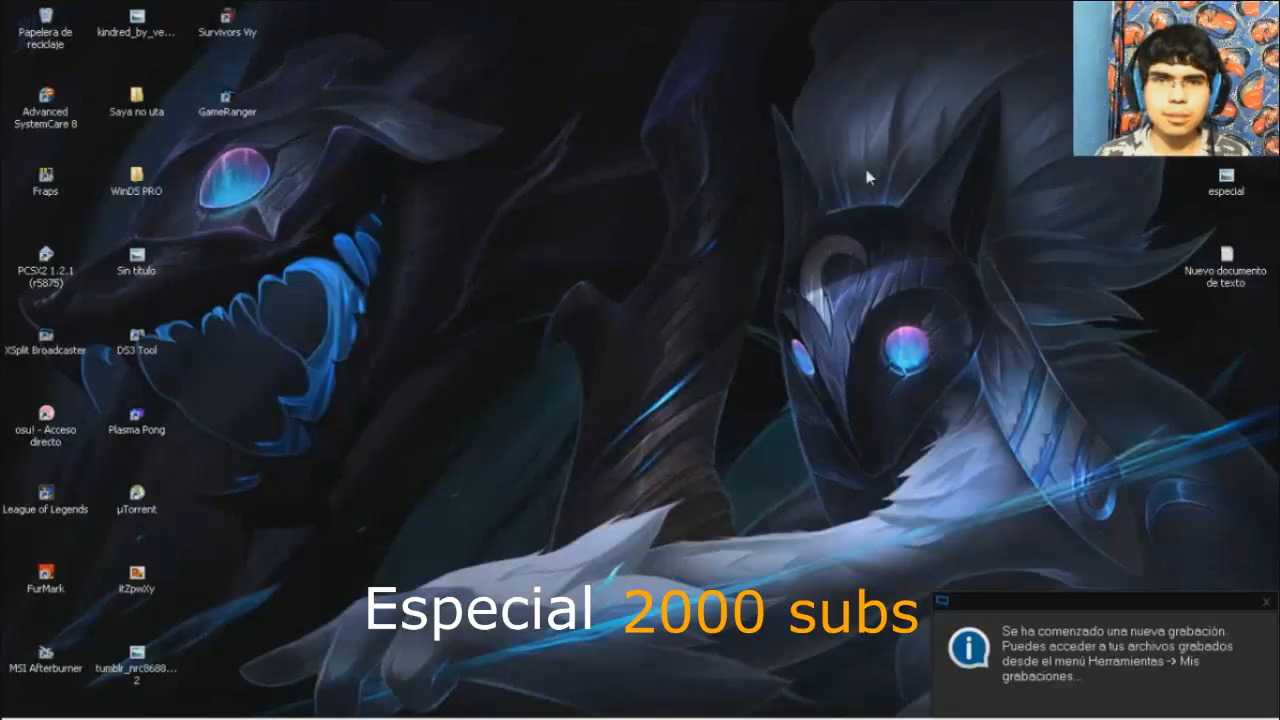 Papelera de
reciclaje
kindred_by_ve...
Survivors Viy
Advanced
SystemCare 8
Saya no uta
GameRanger
Fraps
WinDS PRO
especial
PCSX2 1.2.1
(r5875)
Sin título
Nuevo documento
de texto
XSplit Broadcaster
DS3 Tool
osu! - Acceso
directo
Plasma Pong
League of Legends
µTorrent
FurMark
itZpwXy
MSI Afterburner
tumblr_nrc8688...
2
Especial 2000 subs
Se ha comenzado una nueva grabación.
Puedes acceder a tus archivos grabados
desde el menú Herramientas -> Mis
grabaciones...